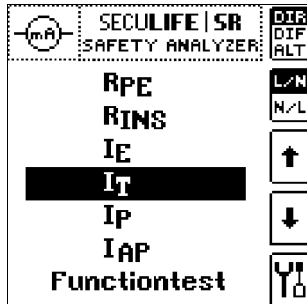 mA
SECULIFE | SR
SAFETY ANALYZER
DIR
DIF
ALT
L/N
N/L
RPE
RINS
IE
IT
IP
IAP
Functiontest